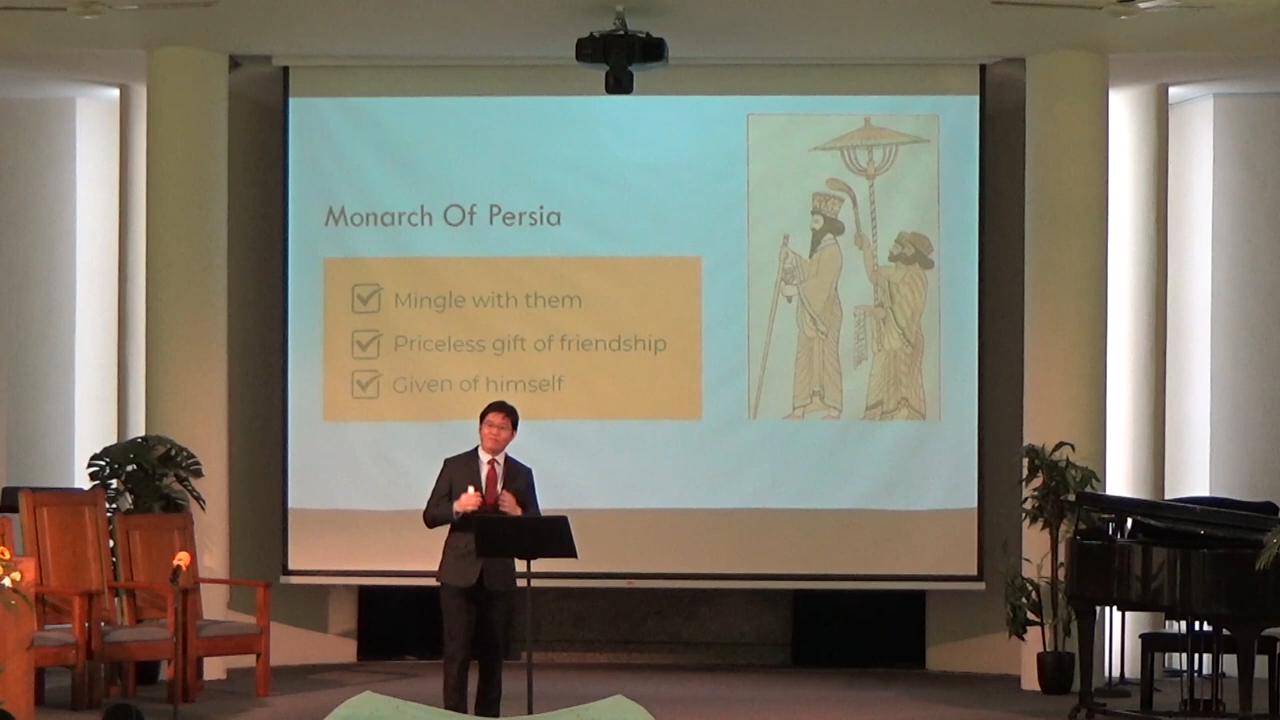 Monarch Of Persia
Mingle with them
Priceless gift of friendship
Given of himself